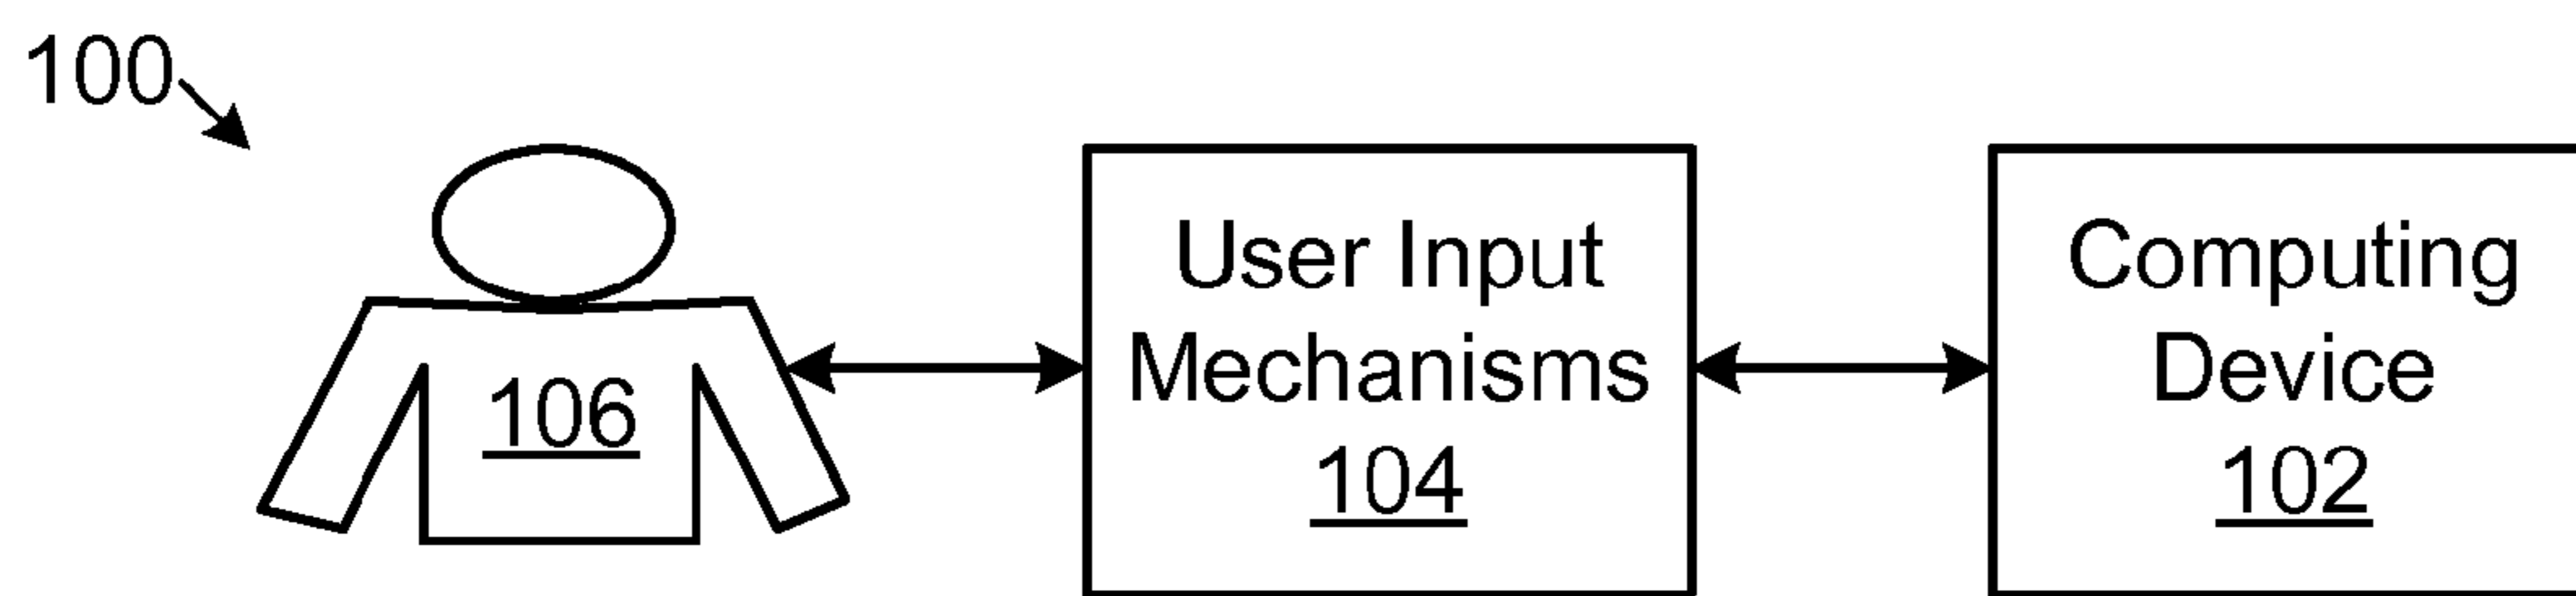 100
106
User Input
Mechanisms
104
Computing
Device
102